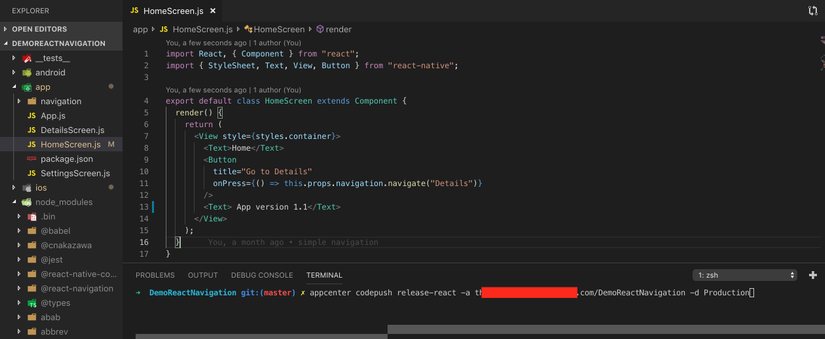 EXPLORER
OPEN EDITORS
DEMOREACTNAVIGATION
__tests__
android
app
navigation
App.js
DetailsScreen.js
HomeScreen.js M
package.json
SettingsScreen.js
ios
node_modules
.bin
@babel
@cnakazawa
@jest
@react-native-co...
@react-navigation
@types
abab
abbrev
JS HomeScreen.js ×
app › JS HomeScreen.js › HomeScreen › render
You, a few seconds ago | 1 author (You)
1 import React, { Component } from "react";
2 import { StyleSheet, Text, View, Button } from "react-native";
3
You, a few seconds ago | 1 author (You)
4 export default class HomeScreen extends Component {
5 render() {
6 return (
7 <View style={styles.container}>
8 <Text>Home</Text>
9 <Button
10 title="Go to Details"
11 onPress={() => this.props.navigation.navigate("Details")}
12 />
13 <Text> App version 1.1</Text>
14 </View>
15 );
16 } You, a month ago • simple navigation
17 }
PROBLEMS OUTPUT DEBUG CONSOLE TERMINAL 1: zsh
→ DemoReactNavigation git:(master) ✗ appcenter codepush release-react -a th .com/DemoReactNavigation -d Production